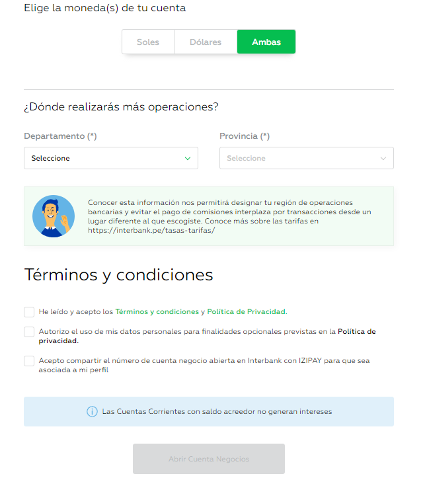 Elige la moneda(s) de tu cuenta
Soles Dólares Ambas
¿Dónde realizarás más operaciones?
Departamento (*) Provincia (*)
Seleccione Seleccione
Conocer esta información nos permitirá designar tu región de operaciones
bancarias y evitar el pago de comisiones interplaza por transacciones desde un
lugar diferente al que escogiste. Conoce más sobre las tarifas en
https://interbank.pe/tasas-tarifas/
Términos y condiciones
He leído y acepto los Términos y condiciones y Política de Privacidad.
Autorizo el uso de mis datos personales para finalidades opcionales previstas en la Política de
privacidad.
Acepto compartir el número de cuenta negocio abierta en Interbank con IZIPAY para que sea
asociada a mi perfil
Las Cuentas Corrientes con saldo acreedor no generan intereses
Abrir Cuenta Negocios